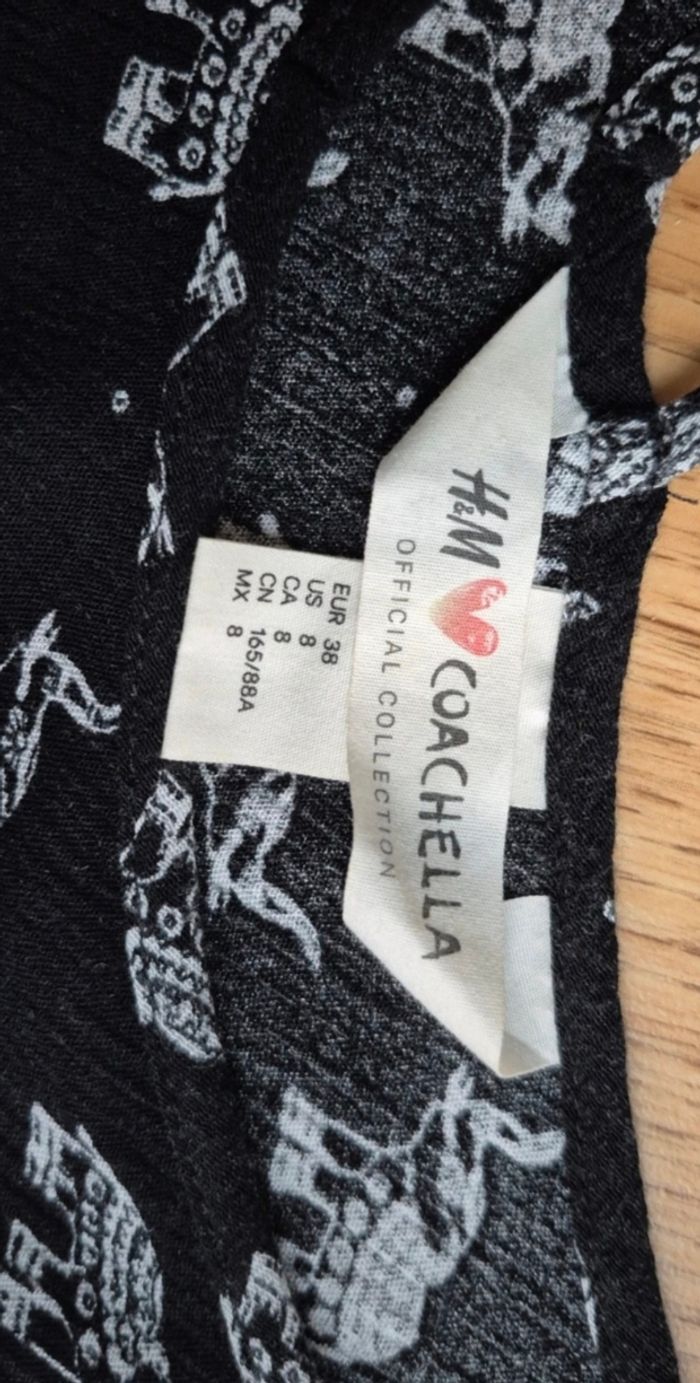 H&M COACHELLA
OFFICIAL COLLECTION
EUR 38
US 8
CA 8
CN 165/88A
MX 8